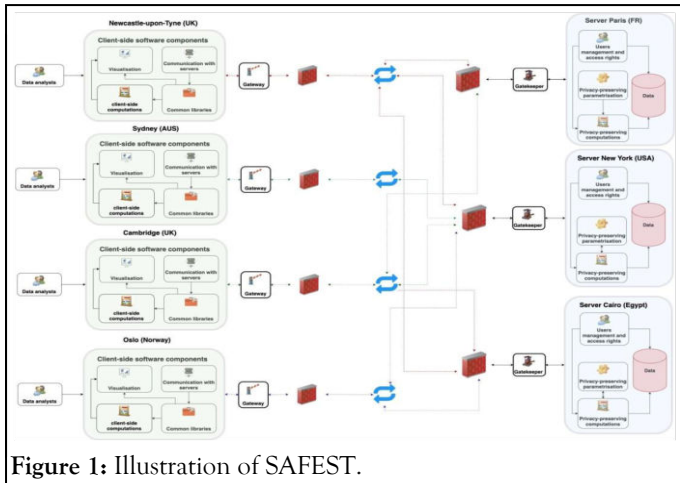 Newcastle-upon-Tyne (UK)
Client-side software components
Data analysts
Visualisation
Communication with
servers
client-side
computations
Common libraries
Gateway
Sydney (AUS)
Client-side software components
Data analysts
Visualisation
Communication with
servers
client-side
computations
Common libraries
Gateway
Cambridge (UK)
Client-side software components
Data analysts
Visualisation
Communication with
servers
client-side
computations
Common libraries
Gateway
Oslo (Norway)
Client-side software components
Data analysts
Visualisation
Communication with
servers
client-side
computations
Common libraries
Gateway
Server Paris (FR)
Gatekeeper
Users
management and
access rights
Privacy-preserving
parametrisation
Privacy-preserving
computations
Data
Server New York (USA)
Gatekeeper
Users
management and
access rights
Privacy-preserving
parametrisation
Privacy-preserving
computations
Data
Server Cairo (Egypt)
Gatekeeper
Users
management and
access rights
Privacy-preserving
parametrisation
Privacy-preserving
computations
Data
Figure 1: Illustration of SAFEST.